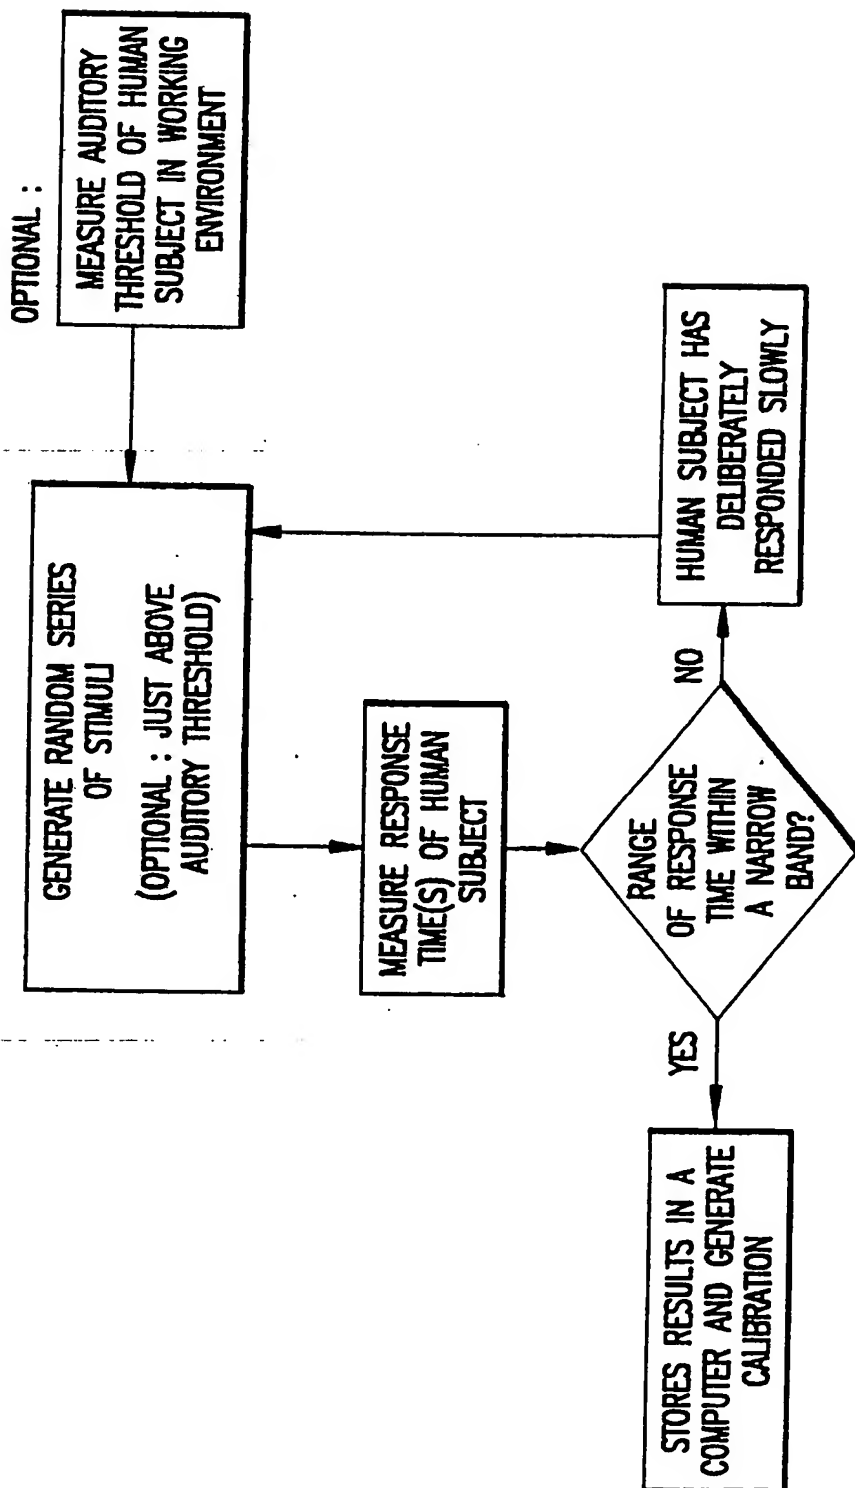 OPTIONAL :
MEASURE AUDITORY
THRESHOLD OF HUMAN
SUBJECT IN WORKING
ENVIRONMENT
GENERATE RANDOM SERIES
OF STIMULI
(OPTIONAL : JUST ABOVE
AUDITORY THRESHOLD)
MEASURE RESPONSE
TIME(S) OF HUMAN
SUBJECT
RANGE
OF RESPONSE
TIME WITHIN
A NARROW
BAND?
NO
HUMAN SUBJECT HAS
DELIBERATELY
RESPONDED SLOWLY
YES
STORES RESULTS IN A
COMPUTER AND GENERATE
CALIBRATION